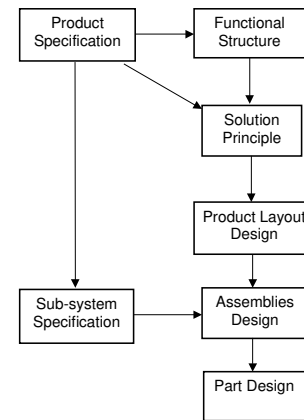 Product
Specification
Functional
Structure
Solution
Principle
Product Layout
Design
Sub-system
Specification
Assemblies
Design
Part Design